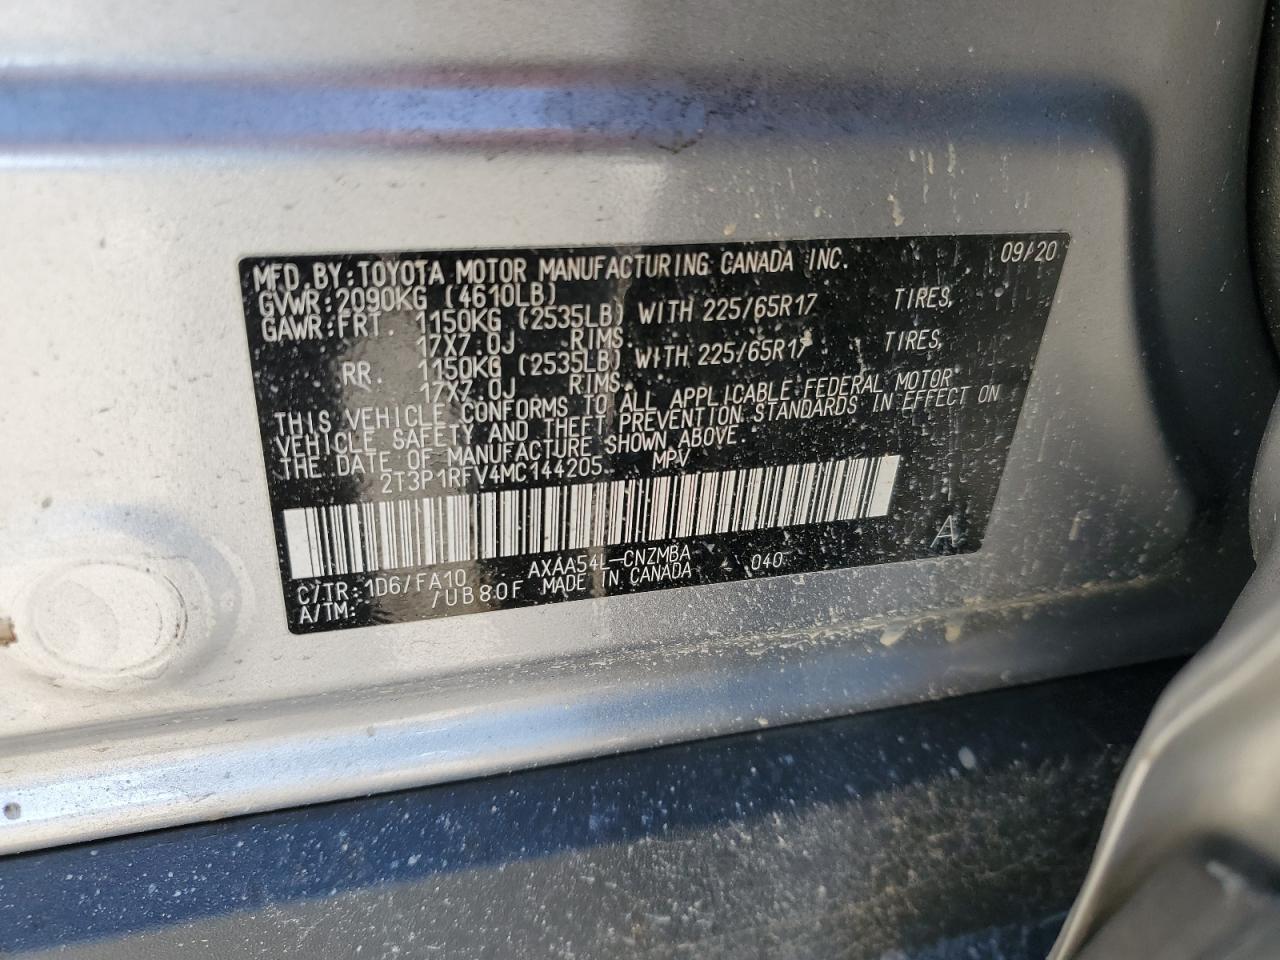 MFD.BY:TOYOTA MOTOR MANUFACTURING CANADA INC. 09/20
GVWR:2090KG (4610LB)
GAWR:FRT. 1150KG (2535LB) WITH 225/65R17 TIRES,
17X7.0J RIMS.
RR. 1150KG (2535LB) WITH 225/65R17 TIRES,
17X7.0J RIMS.
THIS VEHICLE CONFORMS TO ALL APPLICABLE FEDERAL MOTOR
VEHICLE SAFETY AND THEFT PREVENTION STANDARDS IN EFFECT ON
THE DATE OF MANUFACTURE SHOWN ABOVE.
2T3P1RFV4MC144205 MPV
C/TR:1D6/FA10 AXAA54L-CNZMBA 040 A
A/TM: /UB80F MADE IN CANADA